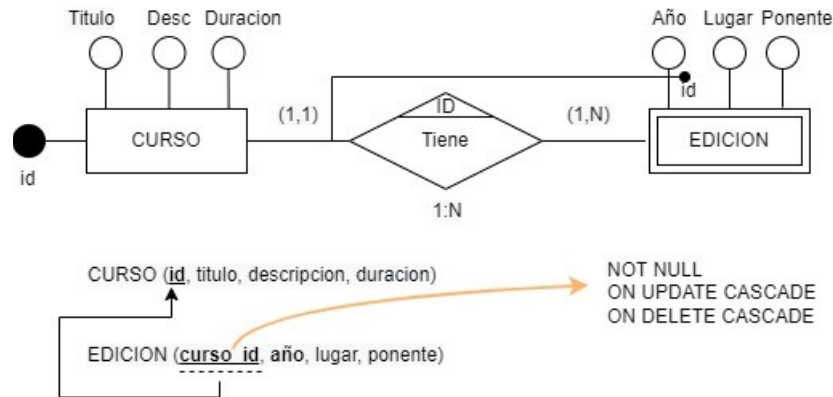 Titulo Desc Duracion
Año Lugar Ponente
id
(1,1)
ID
(1,N)
CURSO
Tiene
EDICION
id
1:N
CURSO (id, titulo, descripcion, duracion)
NOT NULL
ON UPDATE CASCADE
ON DELETE CASCADE
EDICION (curso_id, año, lugar, ponente)